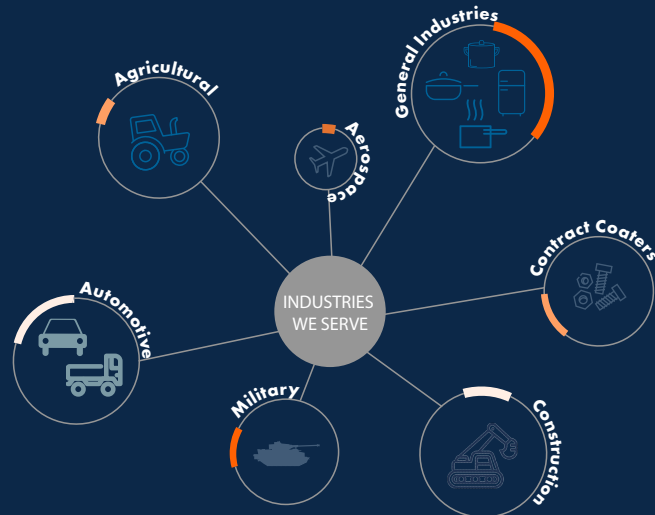 Agricultural
Aerospace
General Industries
Contract Coaters
INDUSTRIES
WE SERVE
Automotive
Military
Construction